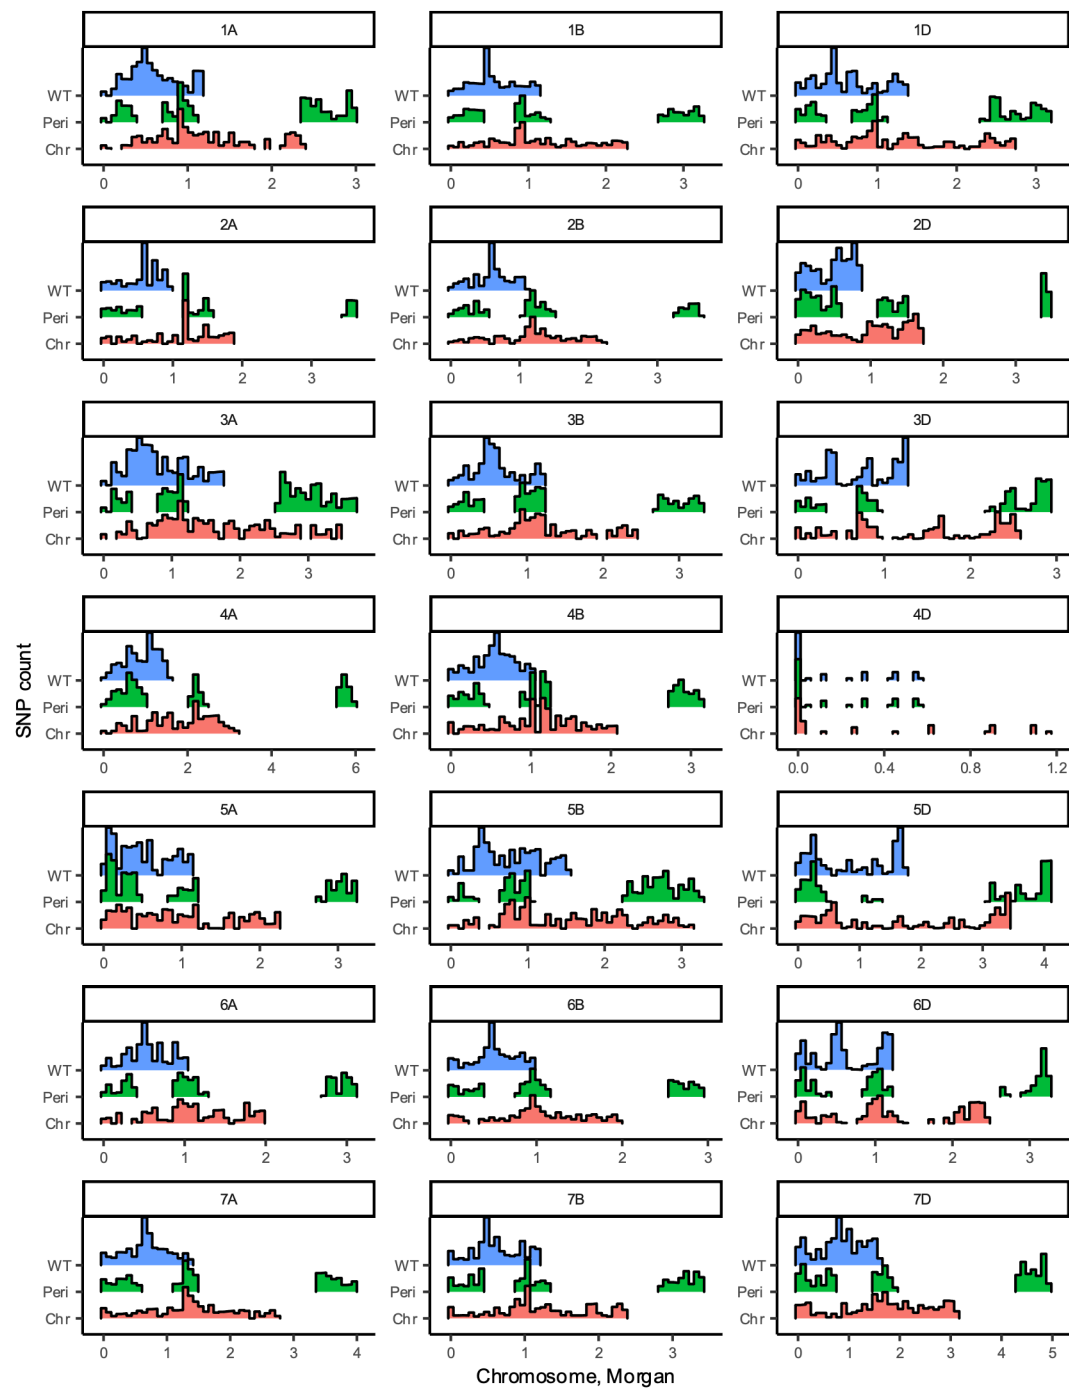 1A 1B 1D
WT
Peri
Chr
0 1 2 3 0 1 2 3 0 1 2 3
2A 2B 2D
WT WT WT
Peri Peri Peri
Chr Chr Chr
0 1 2 3 0 1 2 3 0 1 2 3
3A 3B 3D
WT WT WT
Peri Peri Peri
Chr Chr Chr
0 1 2 3 0 1 2 3 0 1 2 3
4A 4B 4D
WT WT WT
Peri Peri Peri
Chr Chr Chr
0 2 4 6 0 1 2 3 0.0 0.4 0.8 1.2
SNP count
5A 5B 5D
WT WT WT
Peri Peri Peri
Chr Chr Chr
0 1 2 3 0 1 2 3 0 1 2 3 4
6A 6B 6D
WT WT WT
Peri Peri Peri
Chr Chr Chr
0 1 2 3 0 1 2 3 0 1 2 3
7A 7B 7D
WT WT WT
Peri Peri Peri
Chr Chr Chr
0 1 2 3 4 0 1 2 3 0 1 2 3 4 5
Chromosome, Morgan